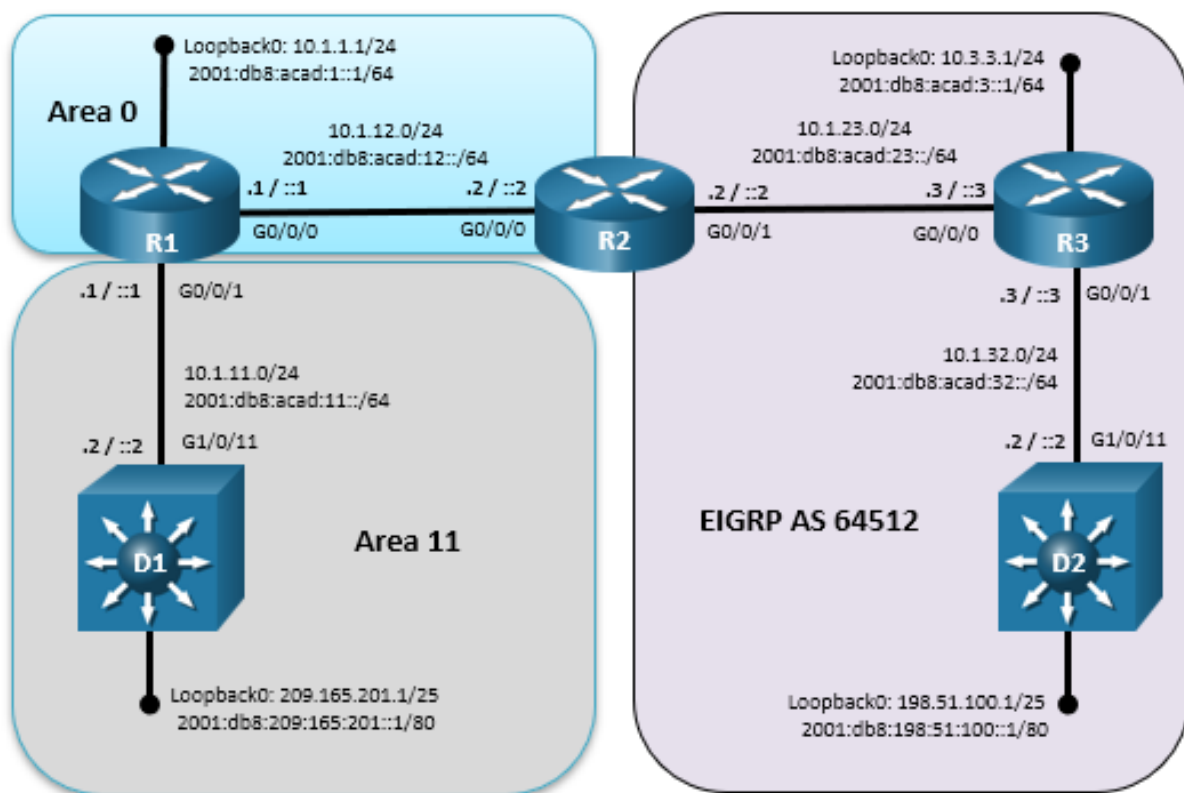 Loopback0: 10.1.1.1/24
2001:db8:acad:1::1/64
Area 0
10.1.12.0/24
2001:db8:acad:12::/64
.1 / ::1
.2 / ::2
G0/0/0
G0/0/0
R1
R2
.1 / ::1
G0/0/1
10.1.11.0/24
2001:db8:acad:11::/64
.2 / ::2
G1/0/11
D1
Area 11
Loopback0: 209.165.201.1/25
2001:db8:209:165:201::1/80
Loopback0: 10.3.3.1/24
2001:db8:acad:3::1/64
10.1.23.0/24
2001:db8:acad:23::/64
.2 / ::2
.3 / ::3
G0/0/1
G0/0/0
R3
.3 / ::3
G0/0/1
10.1.32.0/24
2001:db8:acad:32::/64
.2 / ::2
G1/0/11
EIGRP AS 64512
D2
Loopback0: 198.51.100.1/25
2001:db8:198:51:100::1/80